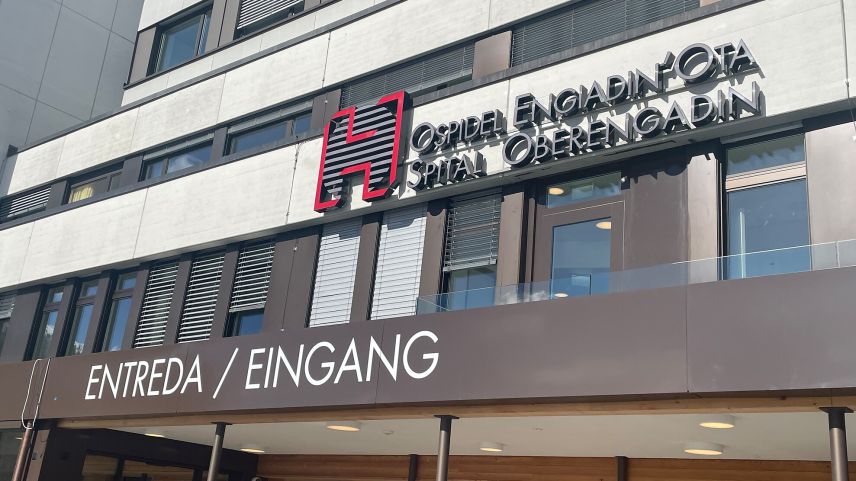 OSPIDEL ENGIADIN'OTA
SPITAL OBERENGADIN
ENTREDA / EINGANG